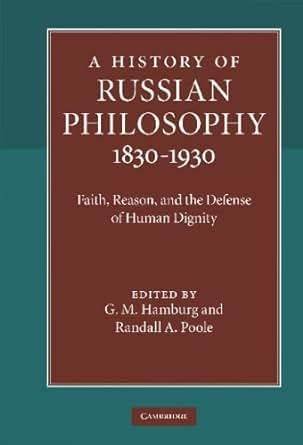 A HISTORY OF
RUSSIAN
PHILOSOPHY
1830–1930
Faith, Reason, and the Defense
of Human Dignity
EDITED BY
G. M. Hamburg and
Randall A. Poole
CAMBRIDGE